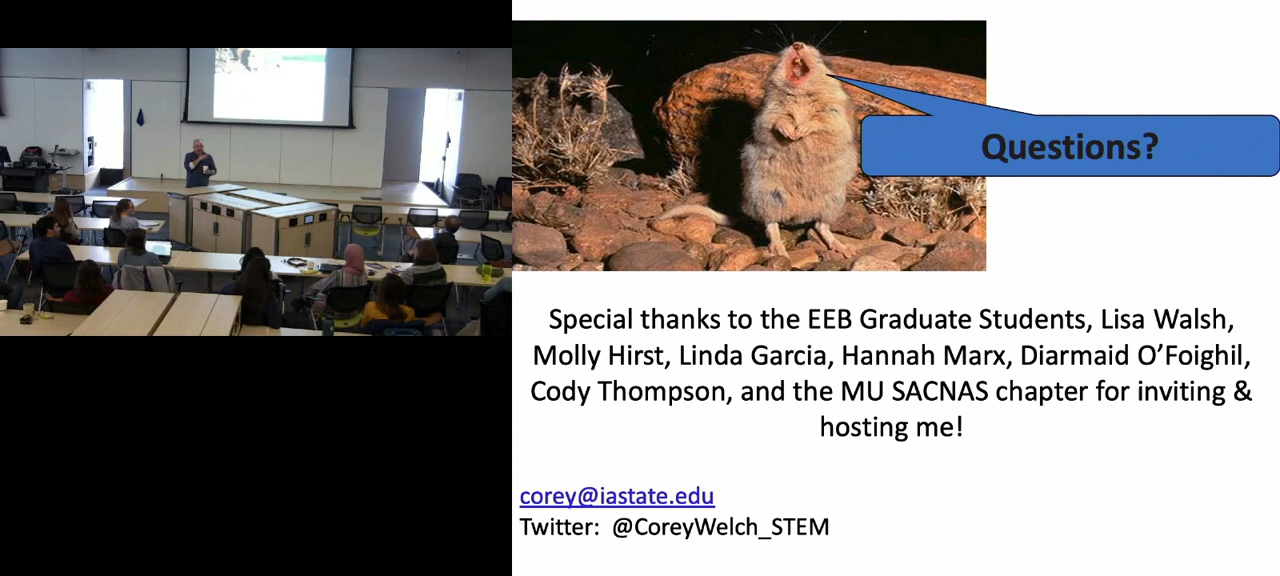 Questions?
Special thanks to the EEB Graduate Students, Lisa Walsh,
Molly Hirst, Linda Garcia, Hannah Marx, Diarmaid O’Foighil,
Cody Thompson, and the MU SACNAS chapter for inviting &
hosting me!
corey@iastate.edu
Twitter:  @CoreyWelch_STEM